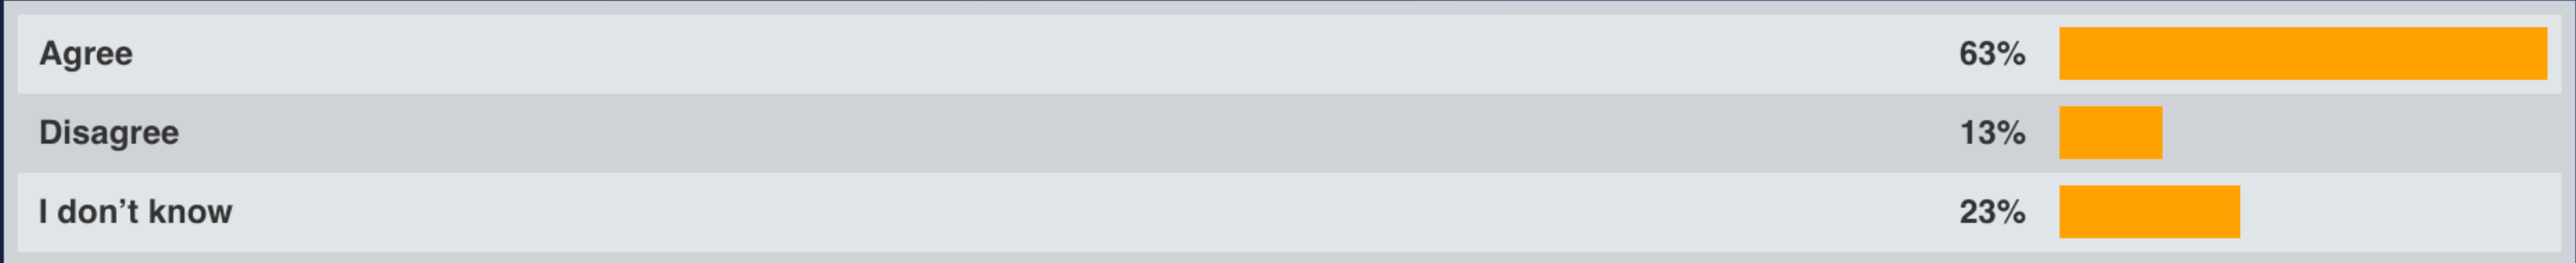 Agree 63%
Disagree 13%
I don’t know 23%